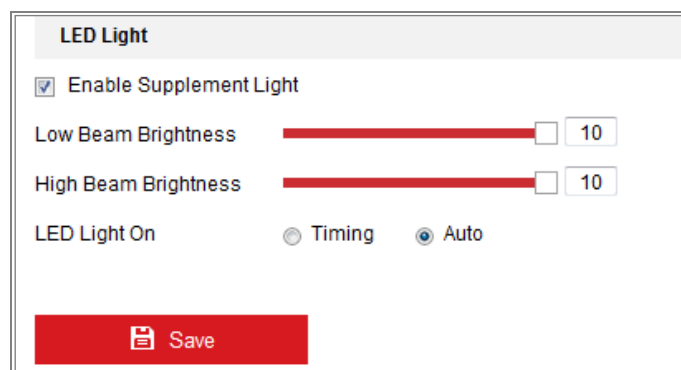 LED Light
Enable Supplement Light
Low Beam Brightness 10
High Beam Brightness 10
LED Light On Timing Auto
Save